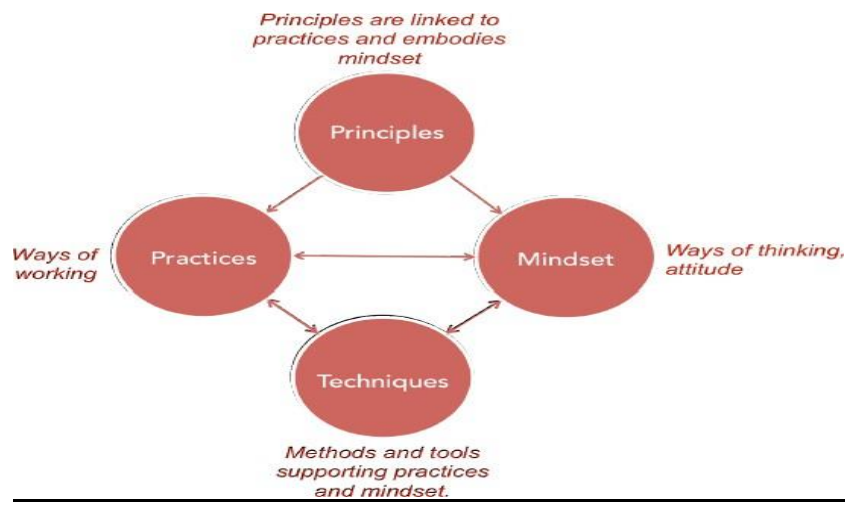 Principles are linked to
practices and embodies
mindset
Principles
Ways of
working
Practices
Mindset
Ways of thinking,
attitude
Techniques
Methods and tools
supporting practices
and mindset.